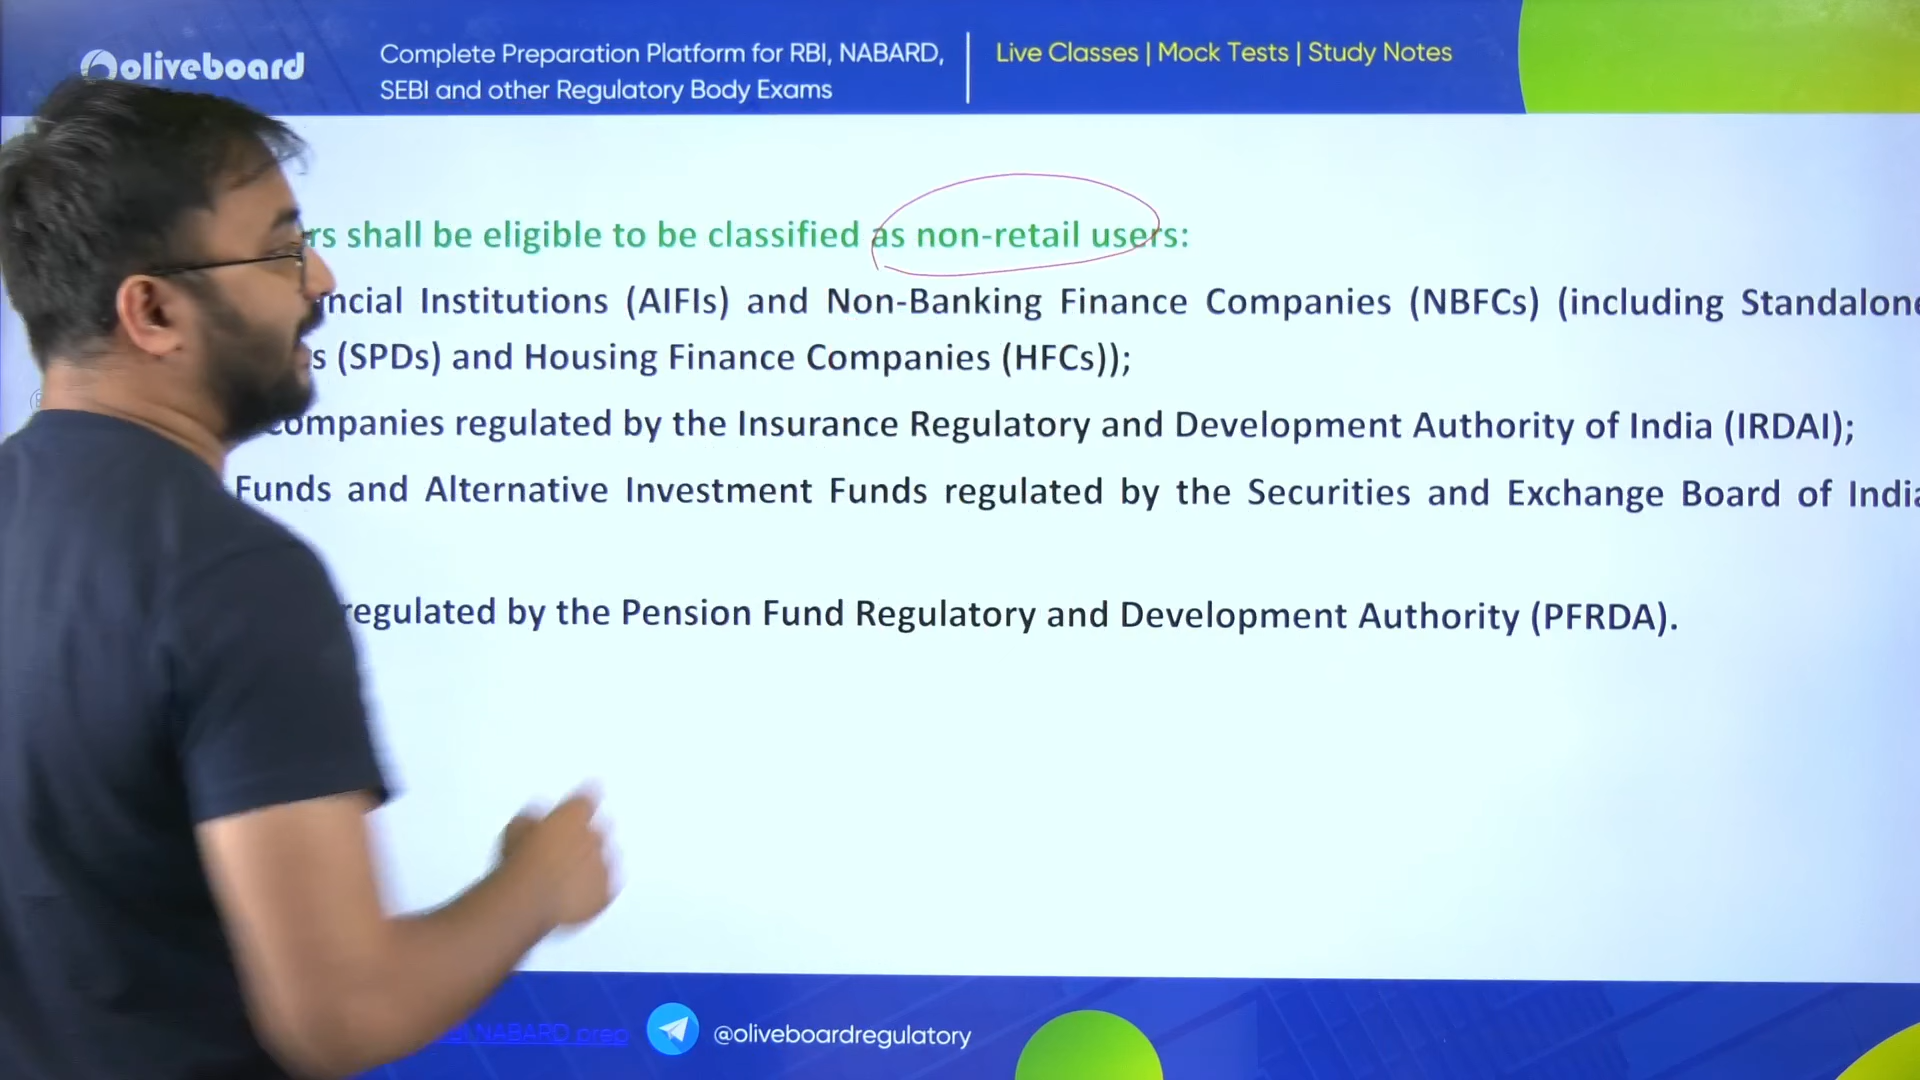 oliveboard
Complete Preparation Platform for RBI, NABARD,
SEBI and other Regulatory Body Exams
Live Classes | Mock Tests | Study Notes
shall be eligible to be classified as non-retail users:
Institutions (AIFIs) and Non-Banking Finance Companies (NBFCs) (including Standalone
(SPDs) and Housing Finance Companies (HFCs));
companies regulated by the Insurance Regulatory and Development Authority of India (IRDAI);
Funds and Alternative Investment Funds regulated by the Securities and Exchange Board of India
regulated by the Pension Fund Regulatory and Development Authority (PFRDA).
NABARD prep
@oliveboardregulatory